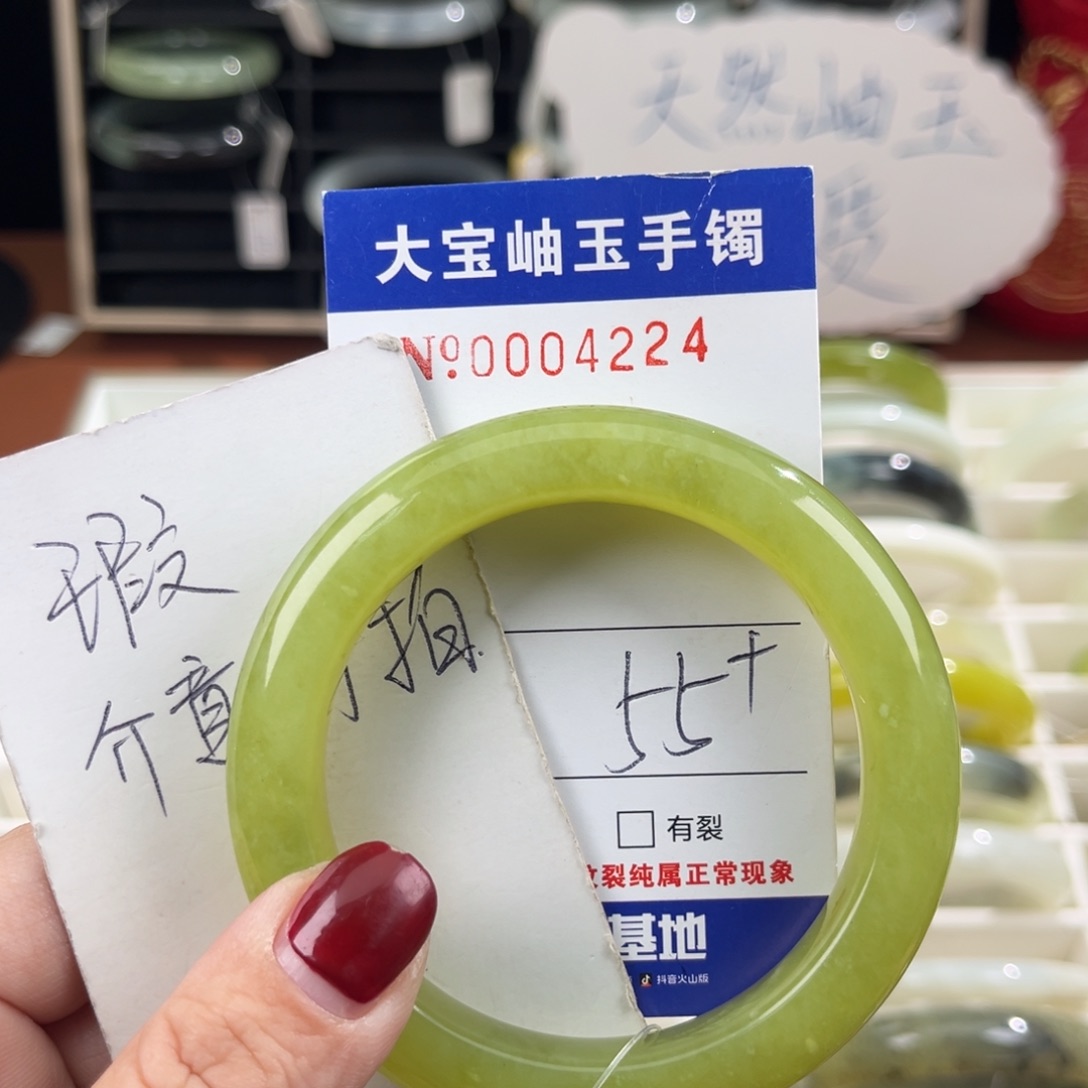 天然岫玉
大宝岫玉手镯
№0004224
瑕
介意 拍
55+
□有裂
纹裂纯属正常现象
基地
抖音火山版